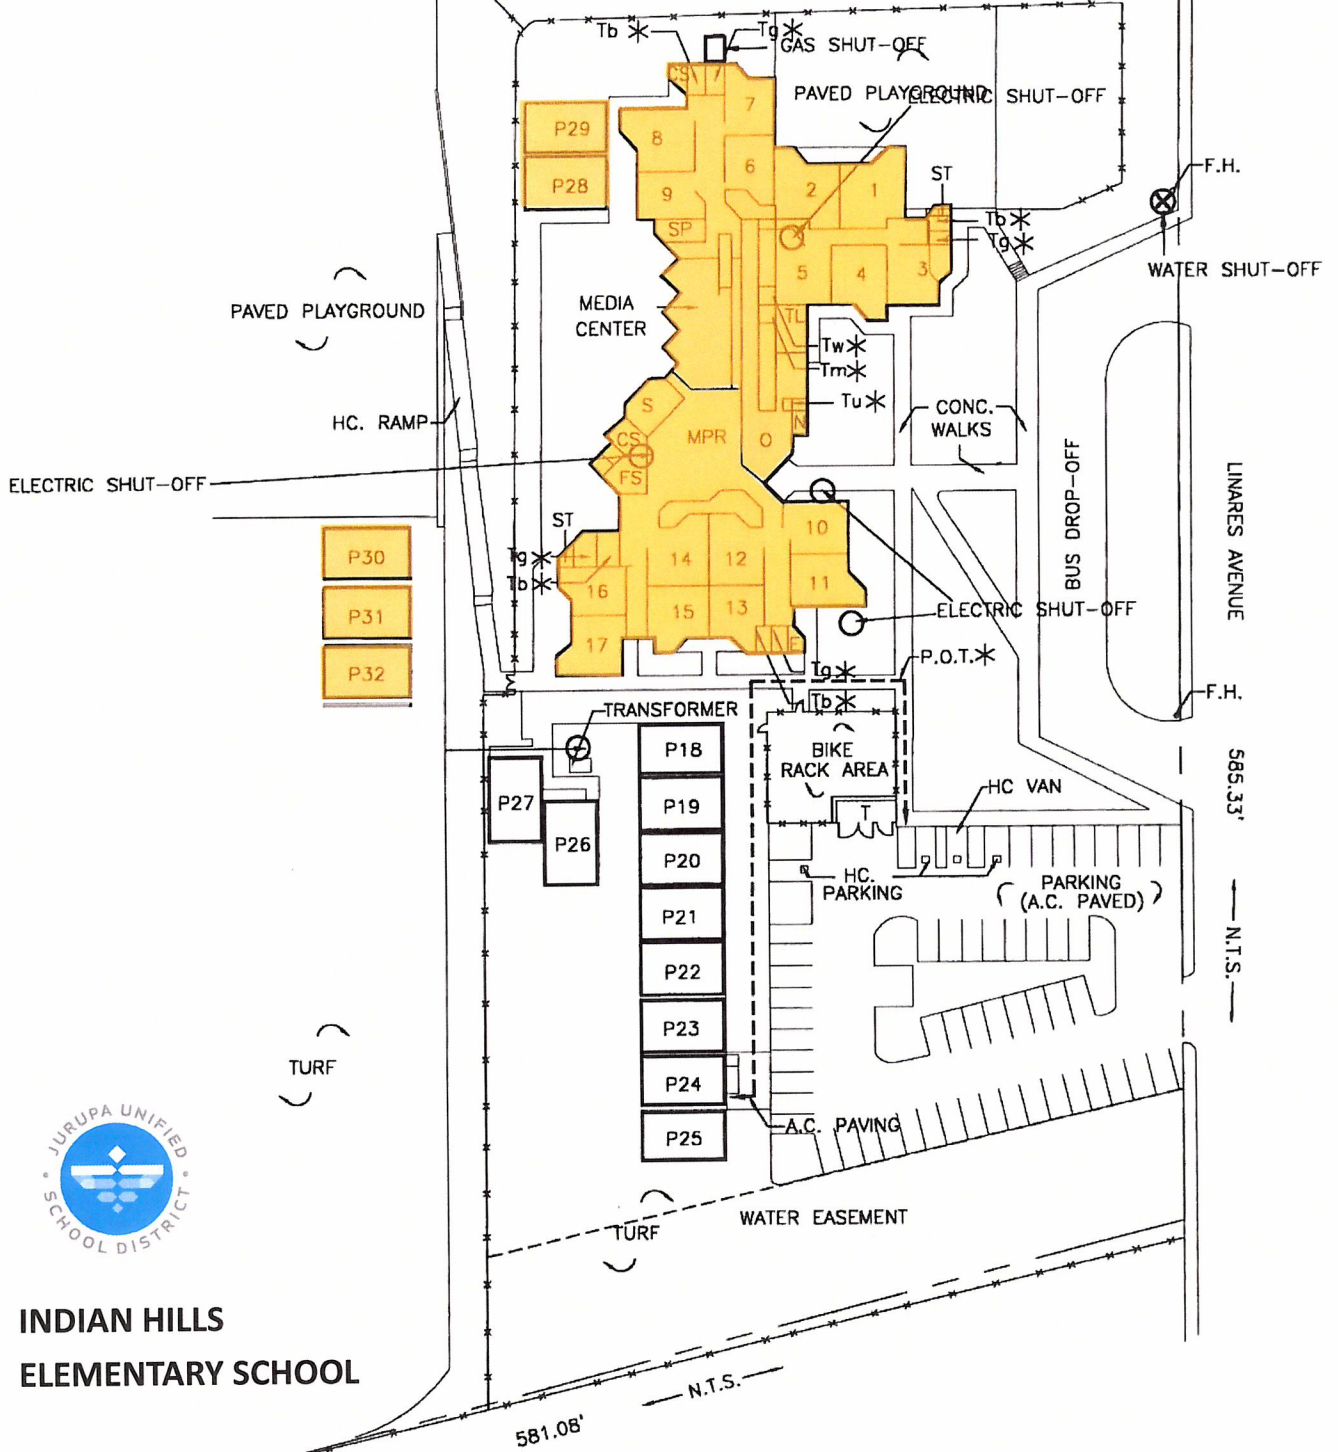 Tb
Tg
GAS SHUT-OFF
CS
PAVED PLAYGROUND
ELECTRIC SHUT-OFF
7
P29
8
6
ST
F.H.
P28
9
2
1
SP
Tb
Tg
WATER SHUT-OFF
5
4
3
PAVED PLAYGROUND
MEDIA
CENTER
TL
Tw
Tm
Tu
S
CONC.
WALKS
HC. RAMP
CS
MPR
O
N
FS
ELECTRIC SHUT-OFF
BUS DROP-OFF
LINARES AVENUE
ST
10
P30
Tg
14
12
Tb
11
16
P31
15
13
ELECTRIC SHUT-OFF
17
E
P32
Tg
P.O.T.
Tb
F.H.
TRANSFORMER
P18
BIKE
RACK AREA
585.33'
HC VAN
P27
P19
T
P26
P20
HC.
PARKING
PARKING
(A.C. PAVED)
P21
N.T.S.
P22
P23
TURF
P24
A.C. PAVING
P25
JURUPA UNIFIED
SCHOOL DISTRICT
WATER EASEMENT
TURF
INDIAN HILLS
ELEMENTARY SCHOOL
N.T.S.
581.08'